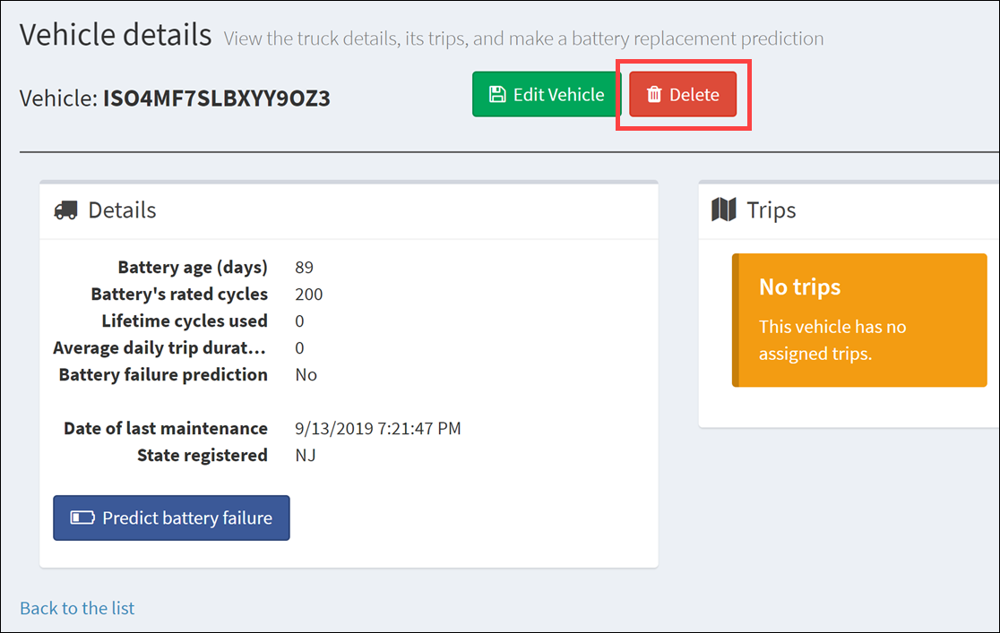 Vehicle details View the truck details, its trips, and make a battery replacement prediction
Vehicle: ISO4MF7SLBXYY9OZ3
Edit Vehicle
Delete
Details
Battery age (days) 89
Battery's rated cycles 200
Lifetime cycles used 0
Average daily trip durat... 0
Battery failure prediction No
Date of last maintenance 9/13/2019 7:21:47 PM
State registered NJ
Predict battery failure
Trips
No trips
This vehicle has no
assigned trips.
Back to the list